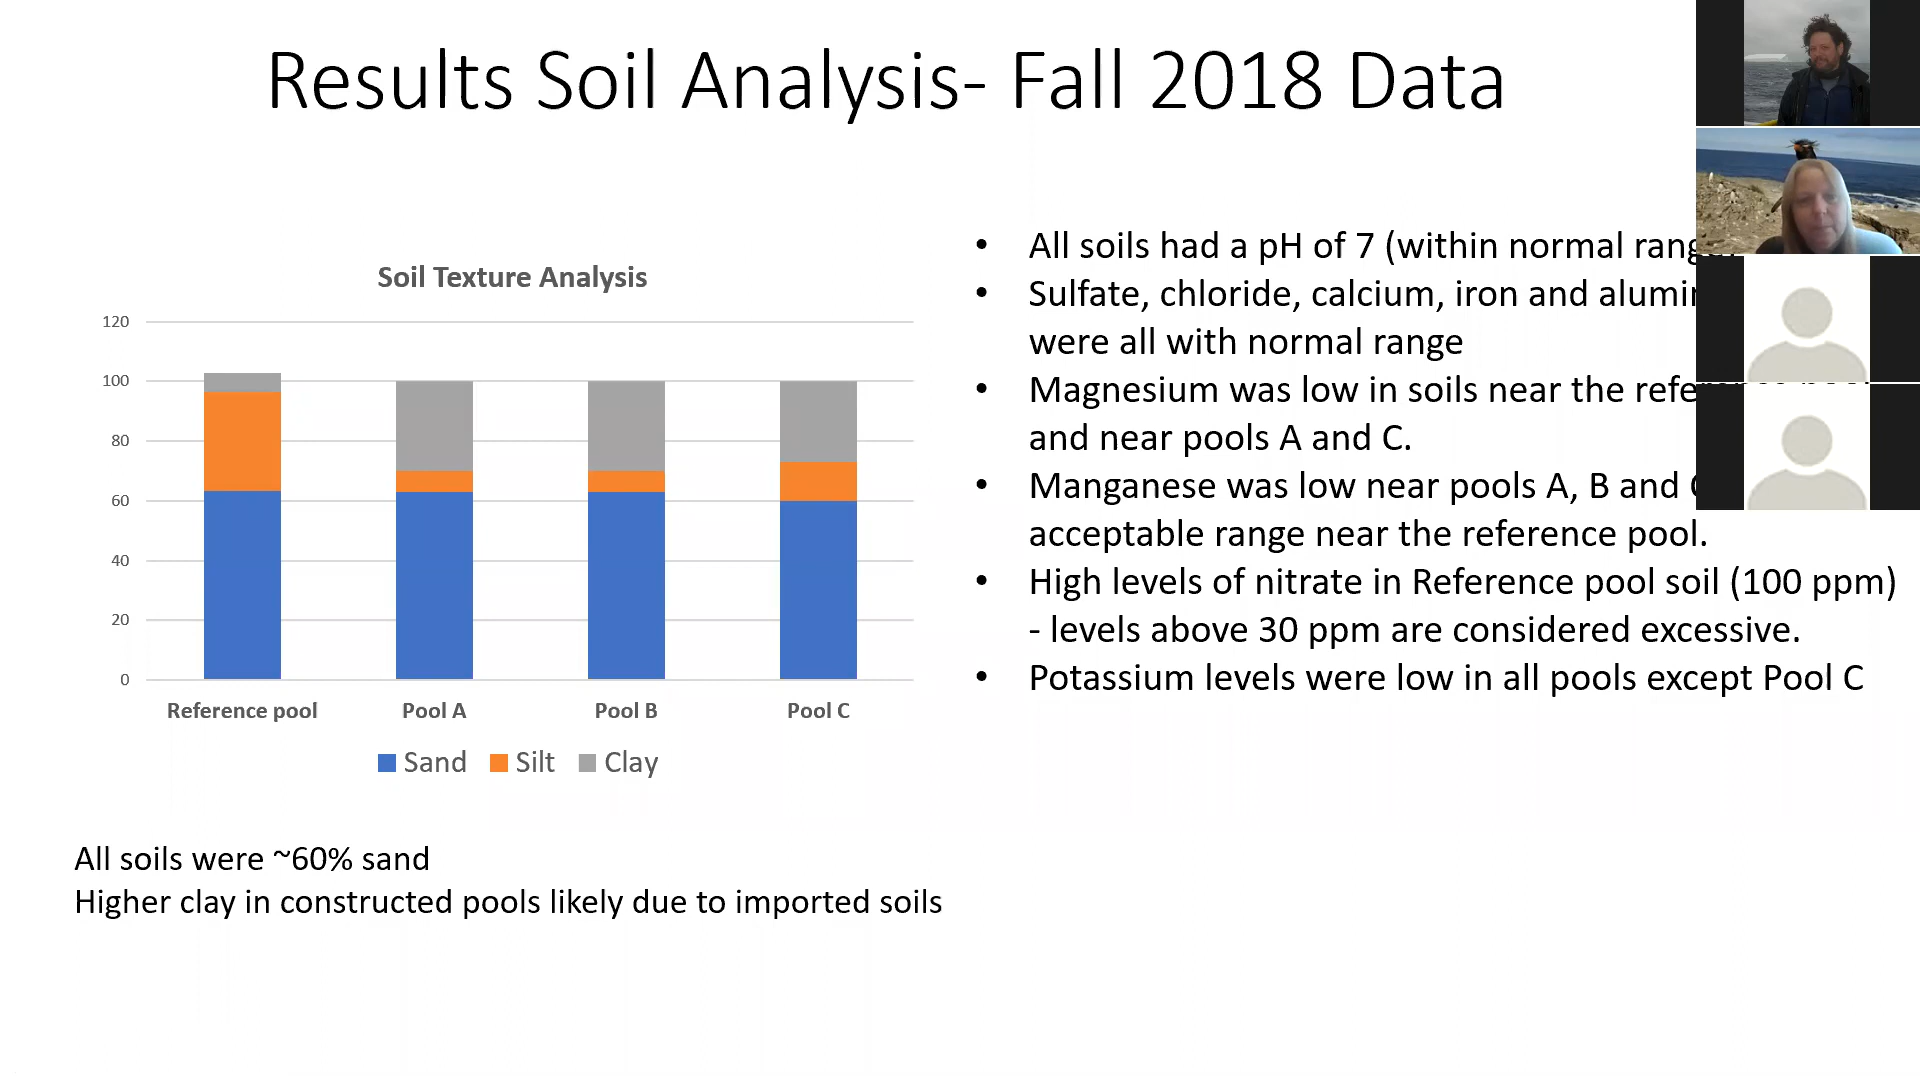 Results Soil Analysis- Fall 2018 Data
Soil Texture Analysis
120
100
80
60
40
20
0
Reference pool Pool A Pool B Pool C
Sand Silt Clay
All soils were ~60% sand
Higher clay in constructed pools likely due to imported soils
• All soils had a pH of 7 (within normal
• Sulfate, chloride, calcium, iron and
were all with normal range
• Magnesium was low in soils near the
and near pools A and C.
• Manganese was low near pools A, B and
acceptable range near the reference pool.
• High levels of nitrate in Reference pool soil (100 ppm)
- levels above 30 ppm are considered excessive.
• Potassium levels were low in all pools except Pool C